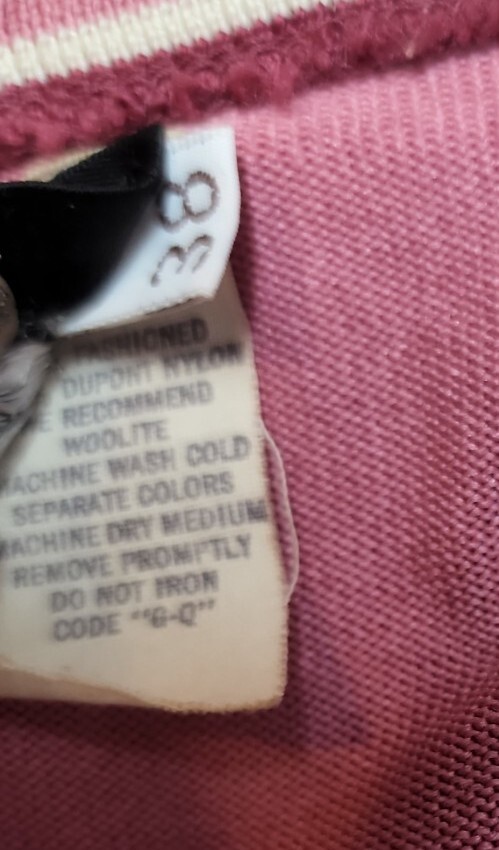 38
FASHIONED
DUPONT NYLON
E RECOMMEND
WOOLITE
MACHINE WASH COLD
SEPARATE COLORS
MACHINE DRY MEDIUM
REMOVE PROMPTLY
DO NOT IRON
CODE "G-Q"